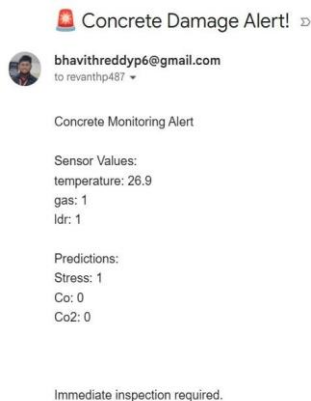 🚨 Concrete Damage Alert!
bhavithreddyp6@gmail.com
to revanthp487
Concrete Monitoring Alert
Sensor Values:
temperature: 26.9
gas: 1
ldr: 1
Predictions:
Stress: 1
Co: 0
Co2: 0
Immediate inspection required.